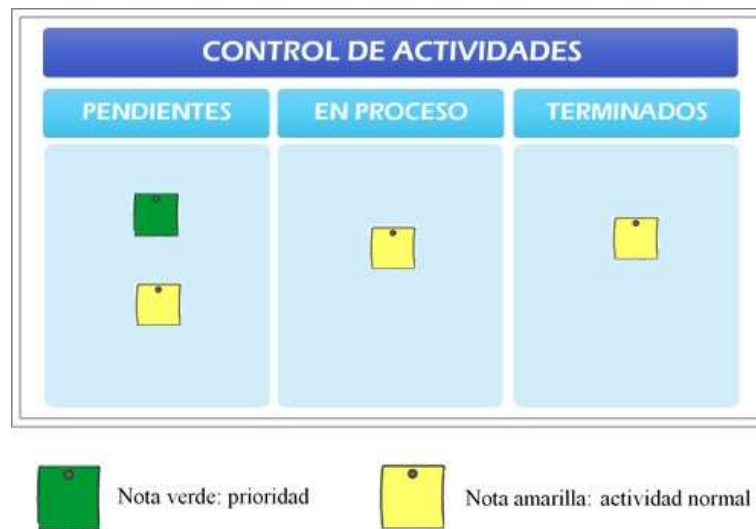 CONTROL DE ACTIVIDADES
PENDIENTES
EN PROCESO
TERMINADOS
Nota verde: prioridad
Nota amarilla: actividad normal